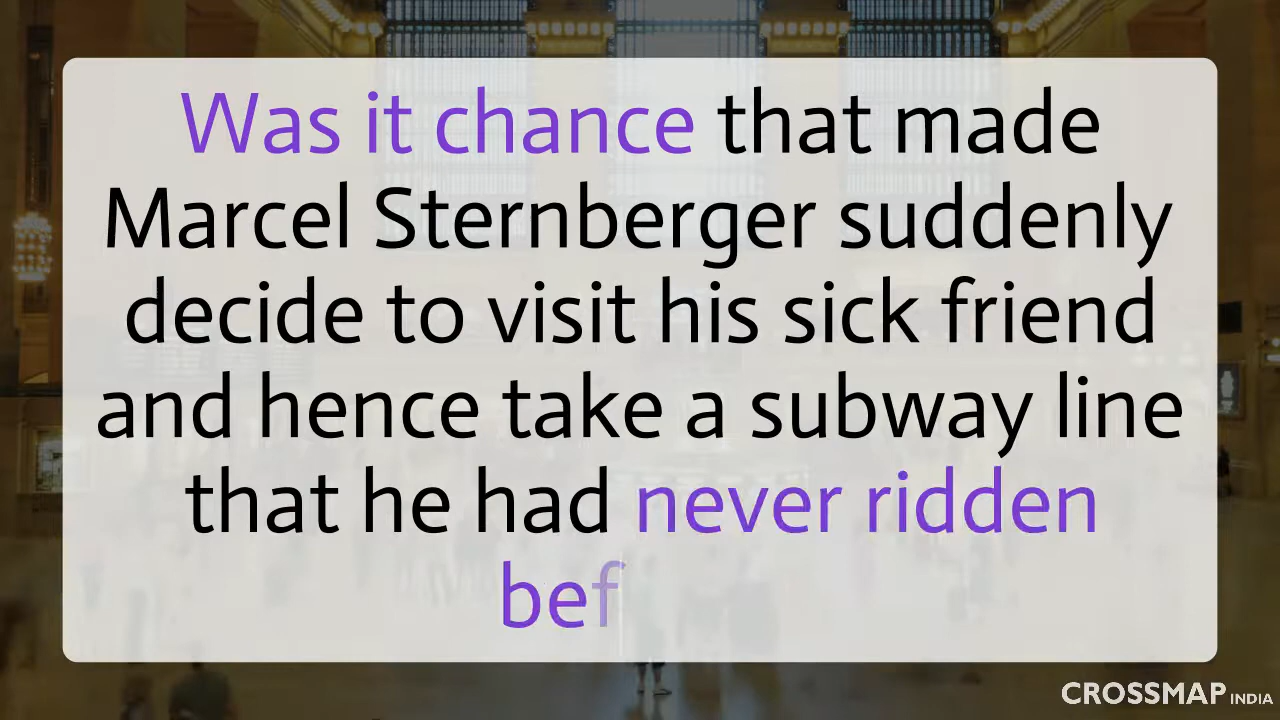 Was it chance that made
Marcel Sternberger suddenly
decide to visit his sick friend
and hence take a subway line
that he had never ridden
bef
CROSSMAP INDIA